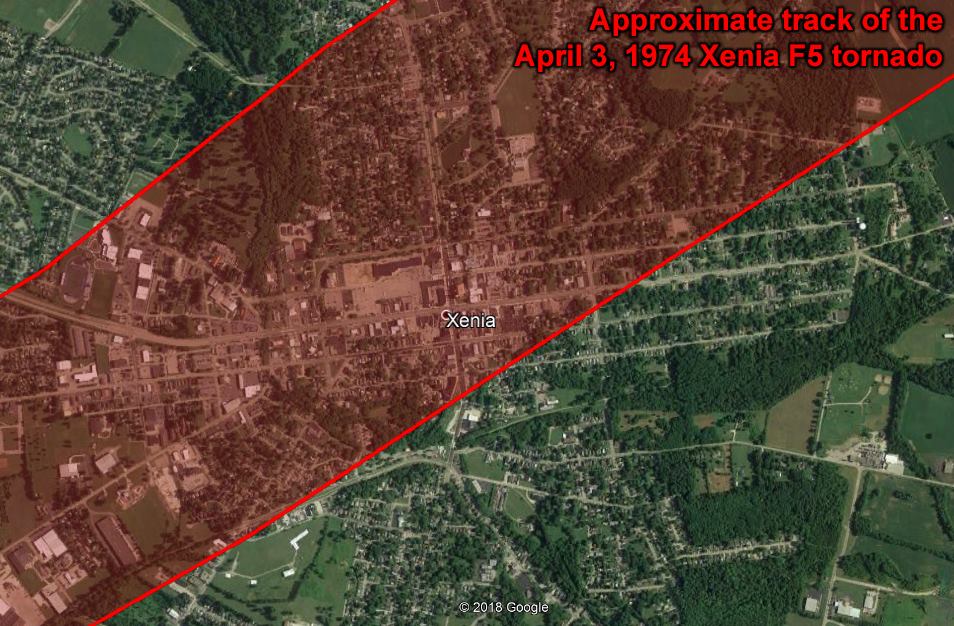 Approximate track of the
April 3, 1974 Xenia F5 tornado
Xenia
© 2018 Google